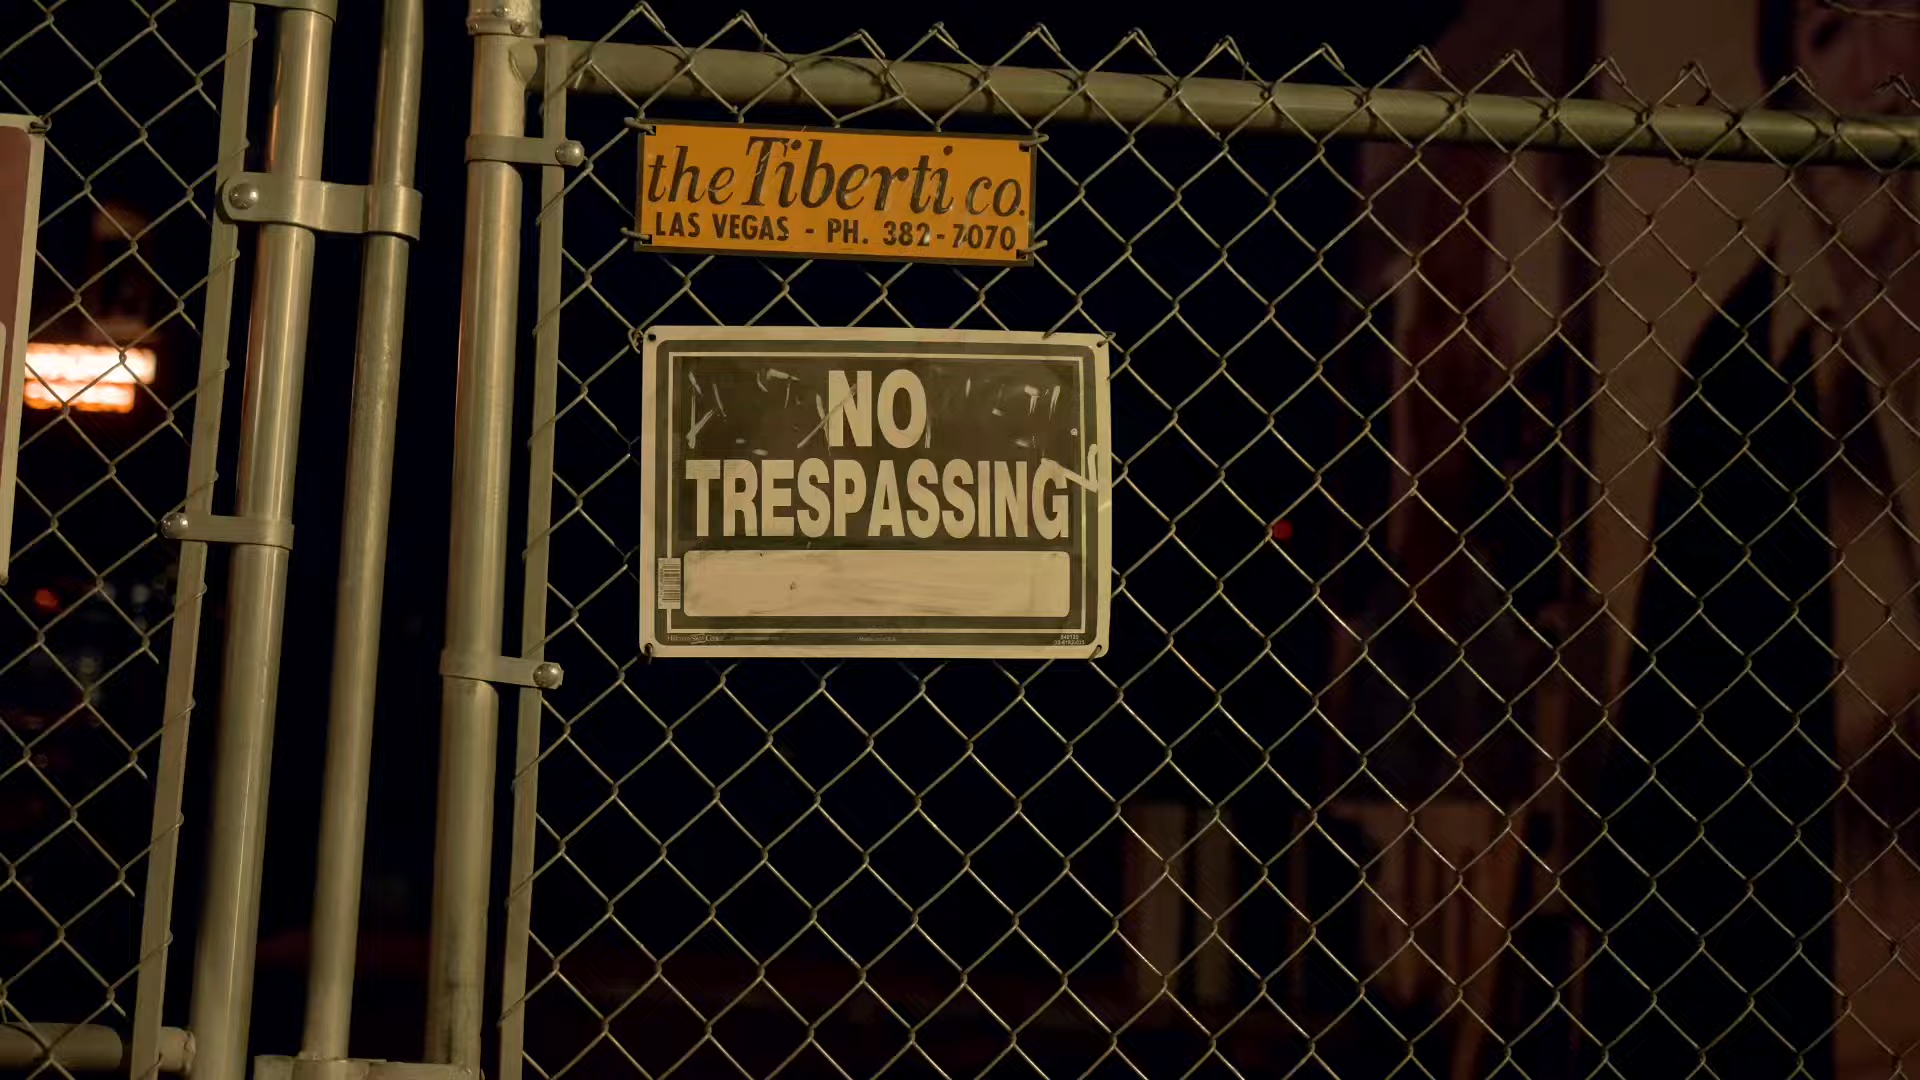 the Tiberti co.
LAS VEGAS - PH. 382-7070
NO
TRESPASSING